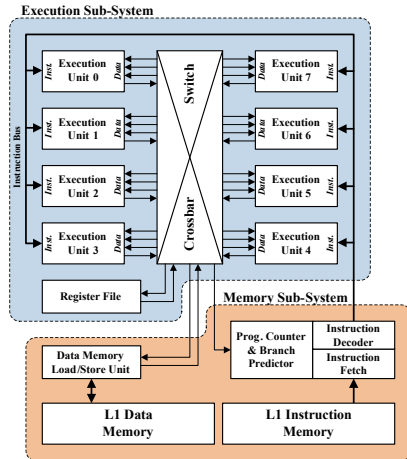 Execution Sub-System
Inst.
Execution
Unit 0
Data
Data
Execution
Unit 7
Inst.
Switch
Inst.
Execution
Unit 1
Data
Data
Execution
Unit 6
Inst.
Instruction Bus
Inst.
Execution
Unit 2
Data
Data
Execution
Unit 5
Inst.
Crossbar
Inst.
Execution
Unit 3
Data
Data
Execution
Unit 4
Inst.
Register File
Memory Sub-System
Data Memory
Load/Store Unit
Prog. Counter
& Branch
Predictor
Instruction
Decoder
Instruction
Fetch
L1 Data
Memory
L1 Instruction
Memory